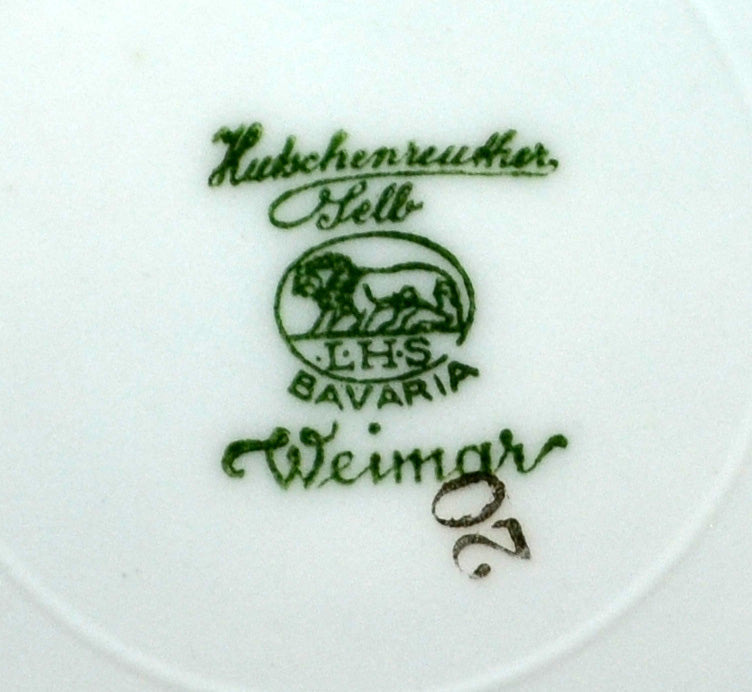 Hutschenreuther
Selb
·L·H·S·
BAVARIA
Weimar
20